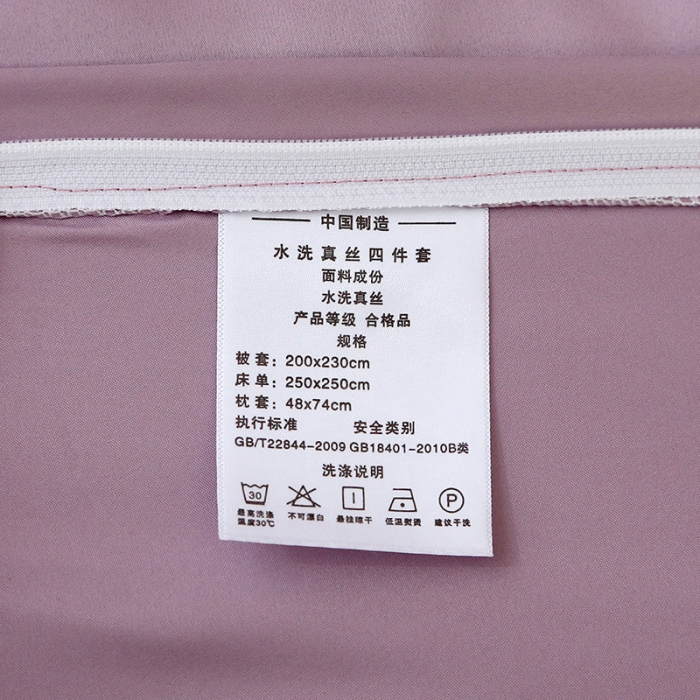 中国制造
水洗真丝四件套
面料成份
水洗真丝
产品等级 合格品
规格
被套：200x230cm
床单：250x250cm
枕套：48x74cm
执行标准 安全类别
GB/T22844-2009 GB18401-2010B类
洗涤说明
30 P
最高洗涤温度30℃ 不可漂白 悬挂晾干 低温熨烫 建议干洗